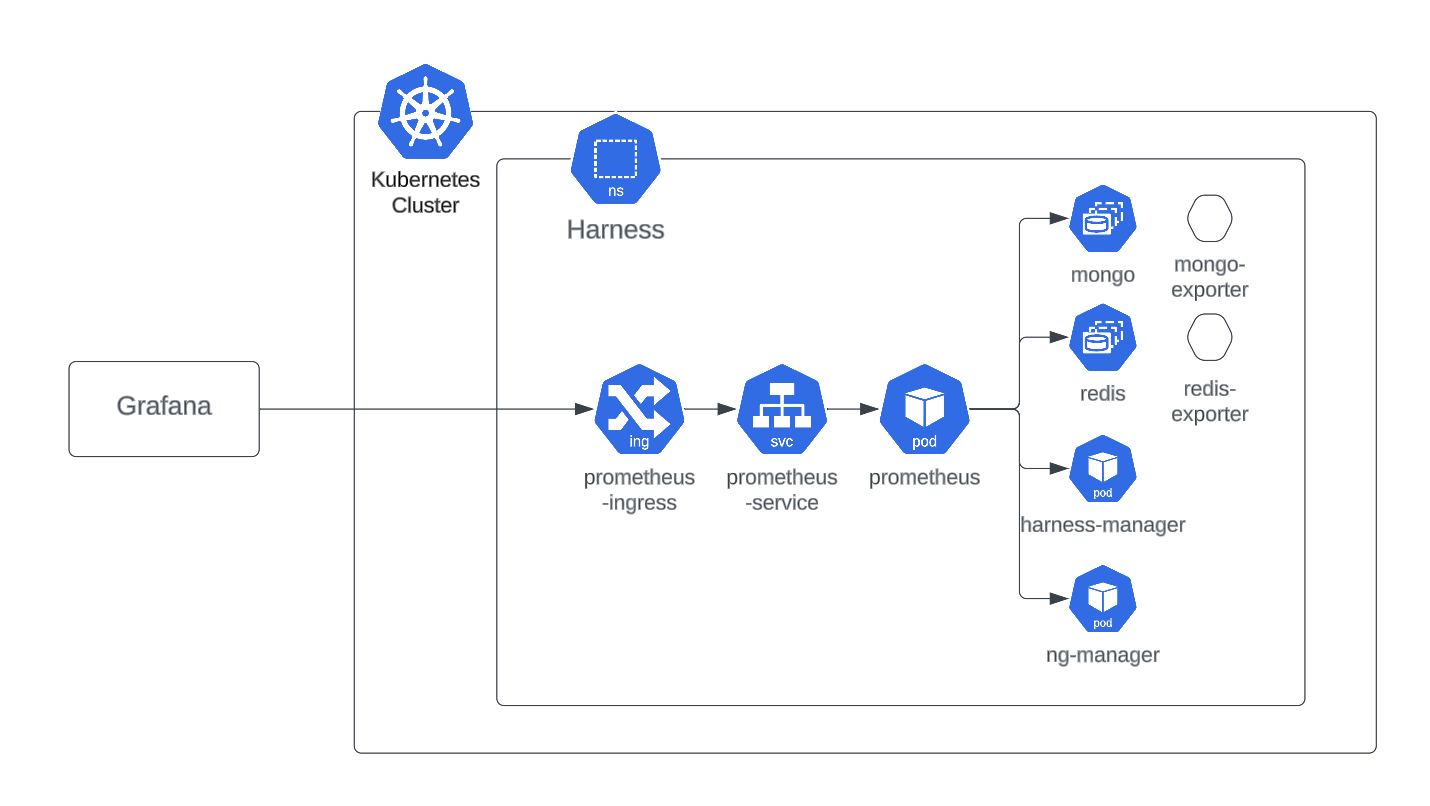 Kubernetes
Cluster
ns
Harness
mongo
mongo-
exporter
redis
redis-
exporter
Grafana
ing
prometheus
-ingress
svc
prometheus
-service
pod
prometheus
pod
harness-manager
pod
ng-manager